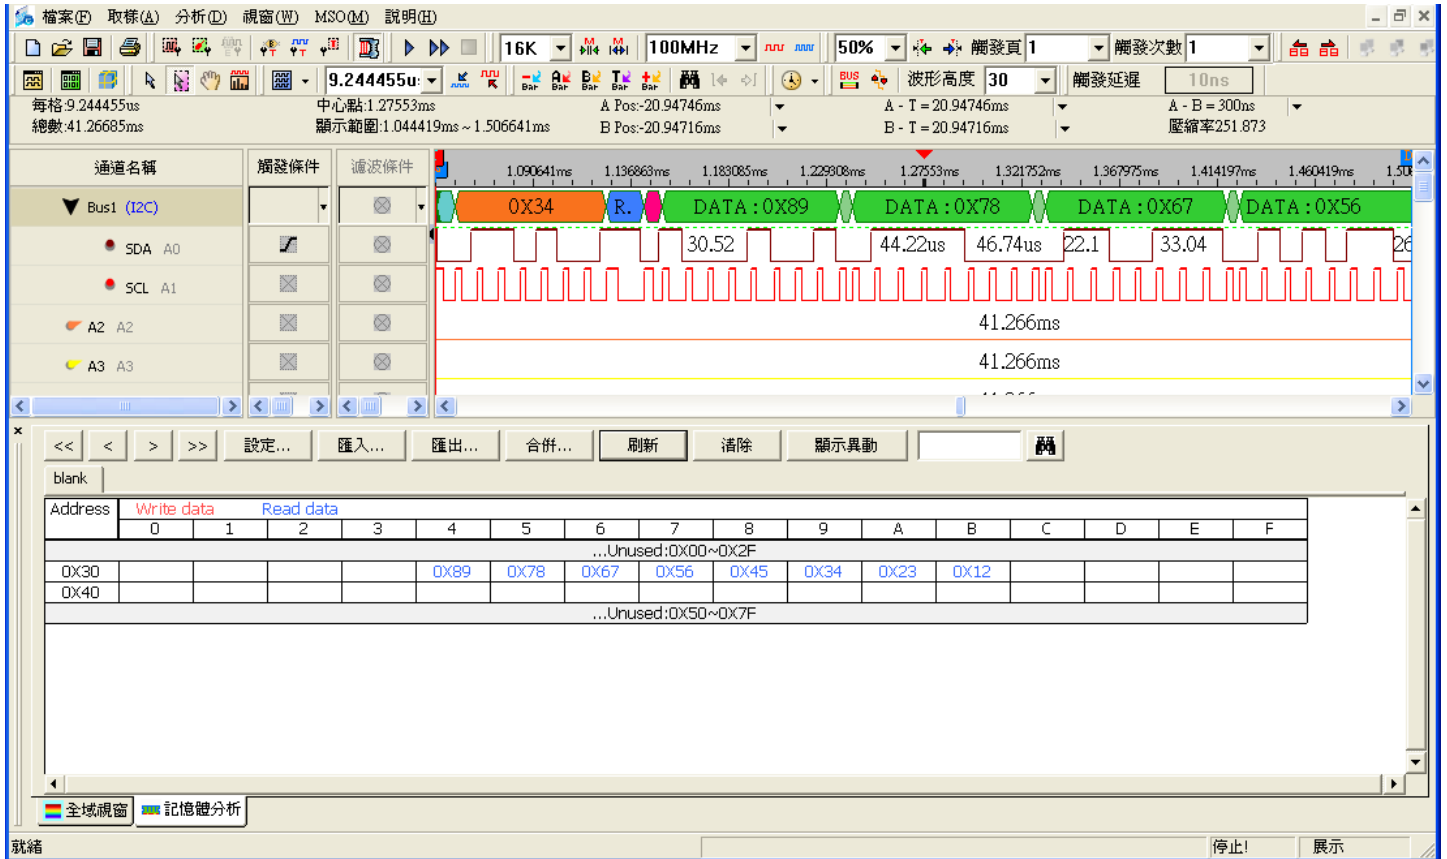 檔案(F) 取樣(A) 分析(D) 視窗(W) MSO(M) 說明(H)
16K 100MHz 50% 觸發頁 1 觸發次數 1
9.244455u: Bar Bar Bar Bar Bar BUS 波形高度 30 觸發延遲 10ns
每格:9.244455us 中心點:1.27553ms A Pos:-20.94746ms A - T = 20.94746ms A - B = 300ns
總數:41.26685ms 顯示範圍:1.044419ms ~ 1.506641ms B Pos:-20.94716ms B - T = 20.94716ms 壓縮率251.873
通道名稱 觸發條件 濾波條件 1.090641ms 1.136863ms 1.183085ms 1.229308ms 1.27553ms 1.321752ms 1.367975ms 1.414197ms 1.460419ms 1.50
Bus1 (I2C) 0X34 R. DATA:0X89 DATA:0X78 DATA:0X67 DATA:0X56
SDA A0 30.52 44.22us 46.74us 22.1 33.04 26
SCL A1
A2 A2 41.266ms
A3 A3 41.266ms
<< < > >> 設定... 匯入... 匯出... 合併... 刷新 清除 顯示異動
blank
Address Write data Read data
0 1 2 3 4 5 6 7 8 9 A B C D E F
...Unused:0X00~0X2F
0X30 0X89 0X78 0X67 0X56 0X45 0X34 0X23 0X12
0X40
...Unused:0X50~0X7F
全域視窗 記憶體分析
就緒 停止! 展示